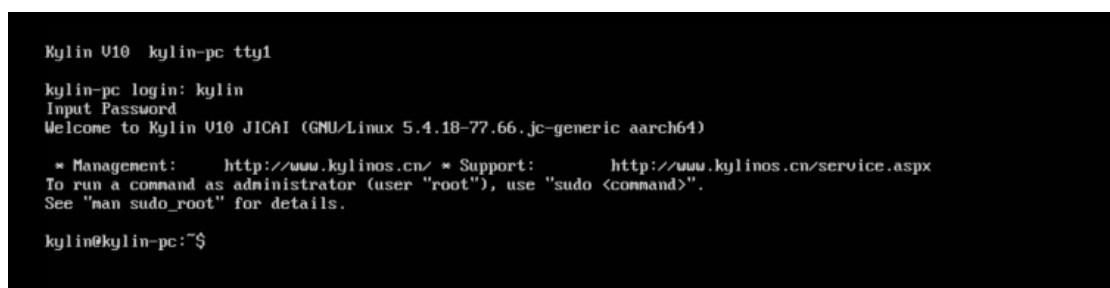 Kylin V10  kylin-pc tty1
kylin-pc login: kylin
Input Password
Welcome to Kylin V10 JICAI (GNU/Linux 5.4.18-77.66.jc-generic aarch64)
 * Management:     http://www.kylinos.cn/ * Support:        http://www.kylinos.cn/service.aspx
To run a command as administrator (user "root"), use "sudo <command>".
See "man sudo_root" for details.
kylin@kylin-pc:~$